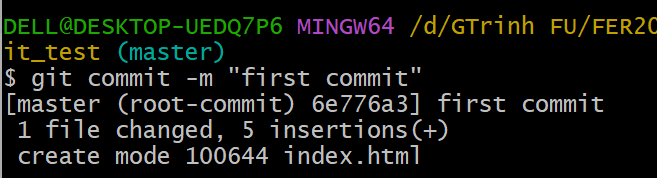 DELL@DESKTOP-UEDQ7P6 MINGW64 /d/GTrinh FU/FER20
it_test (master)
$ git commit -m "first commit"
[master (root-commit) 6e776a3] first commit
1 file changed, 5 insertions(+)
create mode 100644 index.html